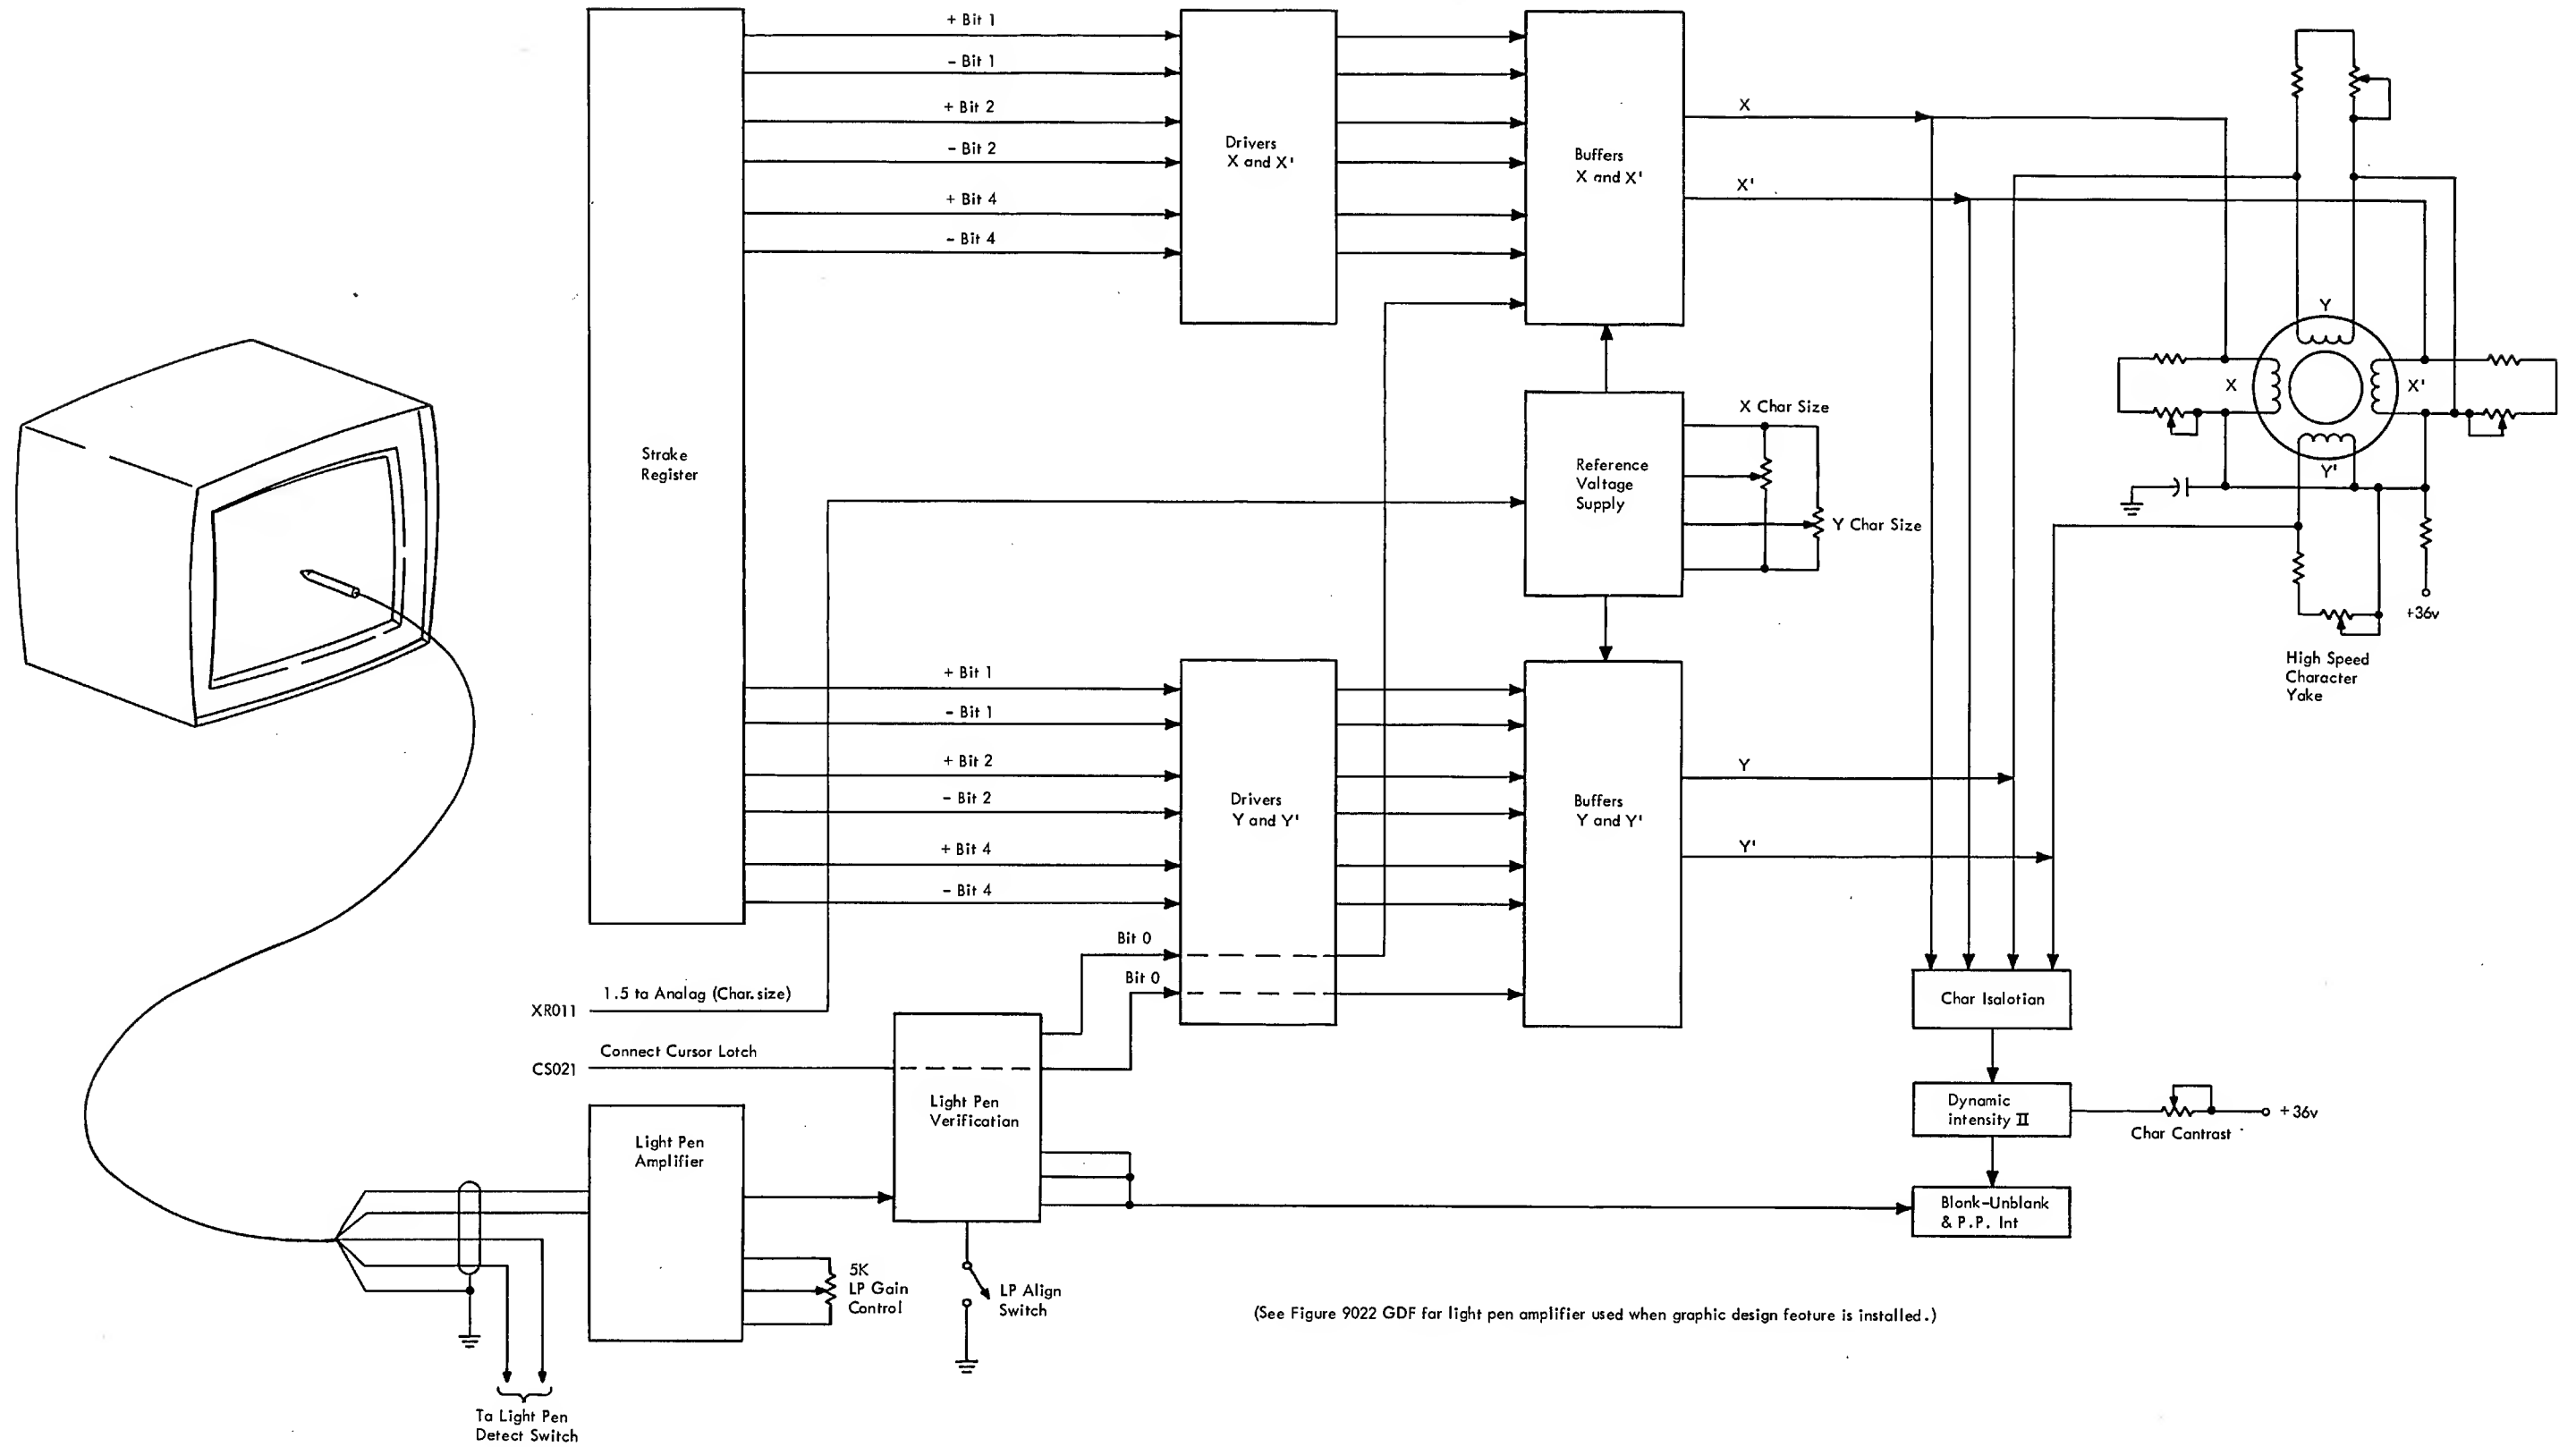 + Bit 1
- Bit 1
+ Bit 2
- Bit 2
+ Bit 4
- Bit 4
Drivers
X and X'
Buffers
X and X'
X
X'
Y
X
X'
Y'
+36v
High Speed
Character
Yake
Strake
Register
Reference
Valtage
Supply
X Char Size
Y Char Size
+ Bit 1
- Bit 1
+ Bit 2
- Bit 2
+ Bit 4
- Bit 4
Drivers
Y and Y'
Buffers
Y and Y'
Y
Y'
Bit 0
Bit 0
XR011
1.5 ta Analag (Char. size)
CS021
Connect Cursor Lotch
Light Pen
Verification
Light Pen
Amplifier
5K
LP Gain
Control
LP Align
Switch
Ta Light Pen
Detect Switch
Char Isalotian
Dynamic
intensity II
Char Cantrast
+36v
Blonk-Unblank
& P.P. Int
(See Figure 9022 GDF far light pen amplifier used when graphic design feoture is installed.)